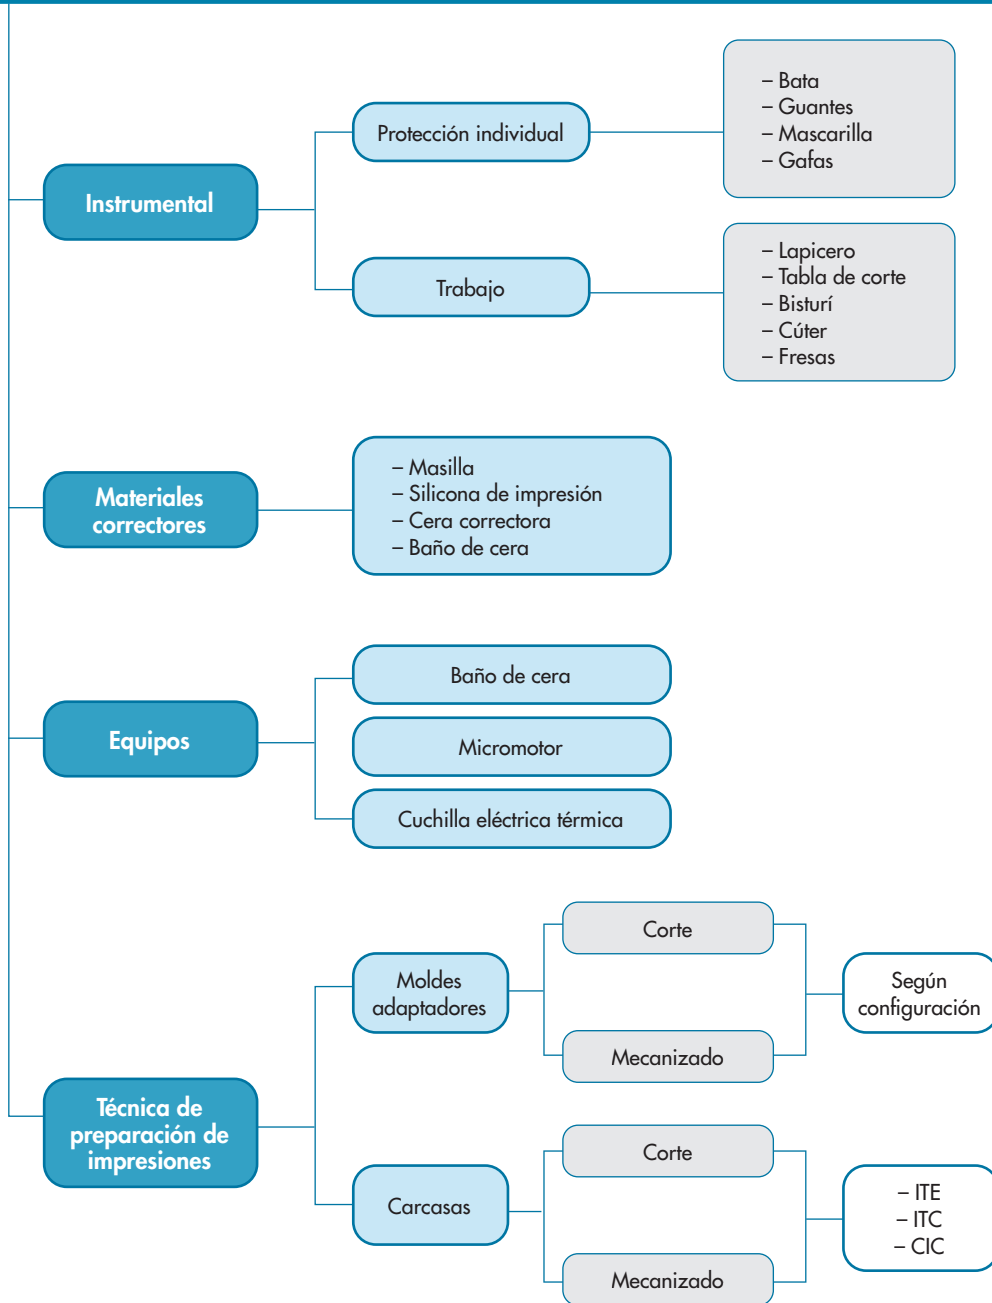 Instrumental
Protección individual
– Bata
– Guantes
– Mascarilla
– Gafas
Trabajo
– Lapicero
– Tabla de corte
– Bisturí
– Cúter
– Fresas
Materiales
correctores
– Masilla
– Silicona de impresión
– Cera correctora
– Baño de cera
Equipos
Baño de cera
Micromotor
Cuchilla eléctrica térmica
Técnica de
preparación de
impresiones
Moldes
adaptadores
Corte
Mecanizado
Según
configuración
Carcasas
Corte
Mecanizado
– ITE
– ITC
– CIC